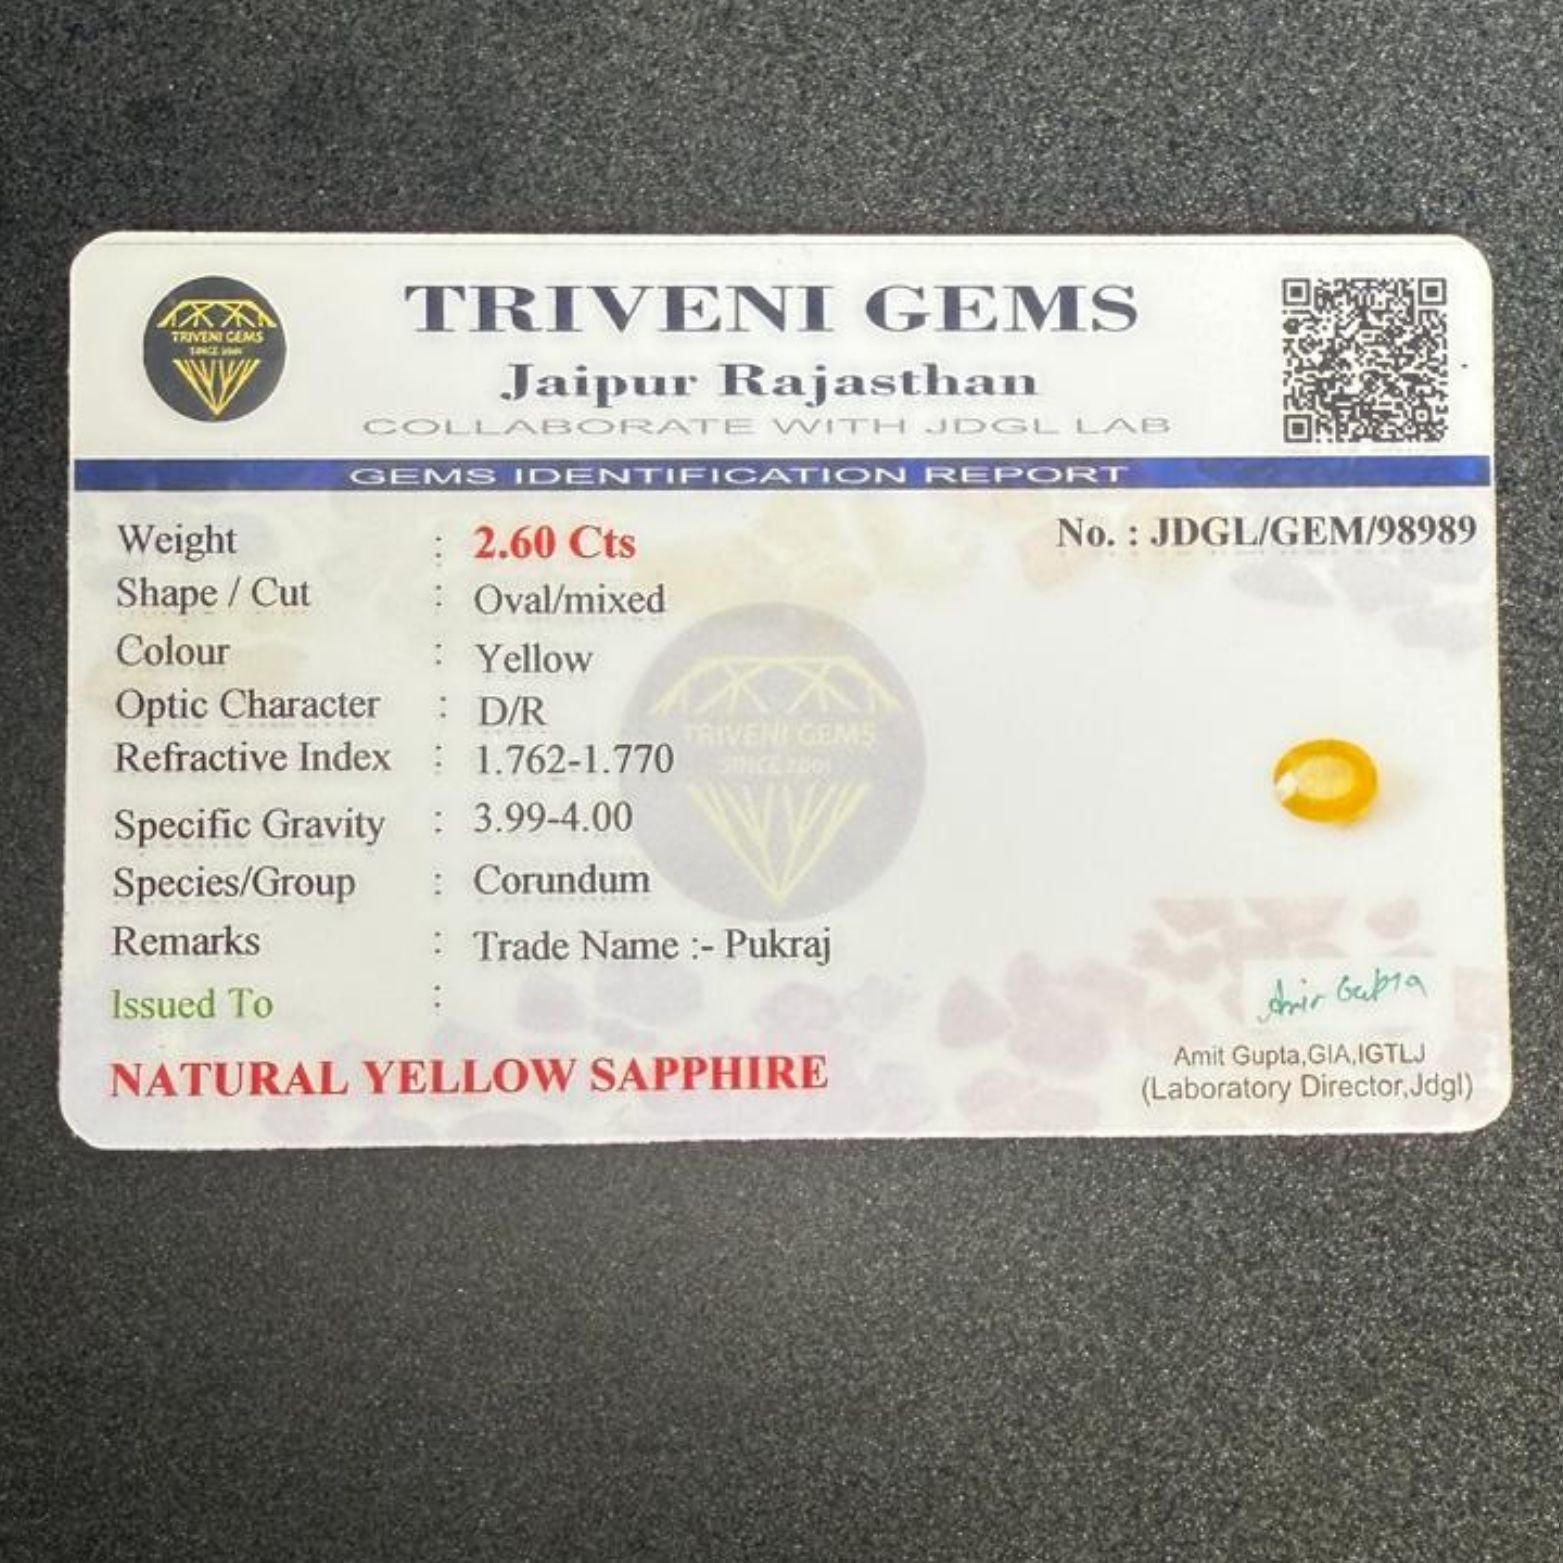 TRIVENI GEMS
SINCE 2001
TRIVENI GEMS
Jaipur Rajasthan
COLLABORATE WITH JDGL LAB
GEMS IDENTIFICATION REPORT
No. : JDGL/GEM/98989
Weight : 2.60 Cts
Shape / Cut : Oval/mixed
Colour : Yellow
Optic Character : D/R
Refractive Index : 1.762-1.770
Specific Gravity : 3.99-4.00
Species/Group : Corundum
Remarks : Trade Name :- Pukraj
Issued To :
NATURAL YELLOW SAPPHIRE
TRIVENI GEMS
SINCE 2001
Amir Gupta
Amit Gupta,GIA,IGTLJ
(Laboratory Director,Jdgl)